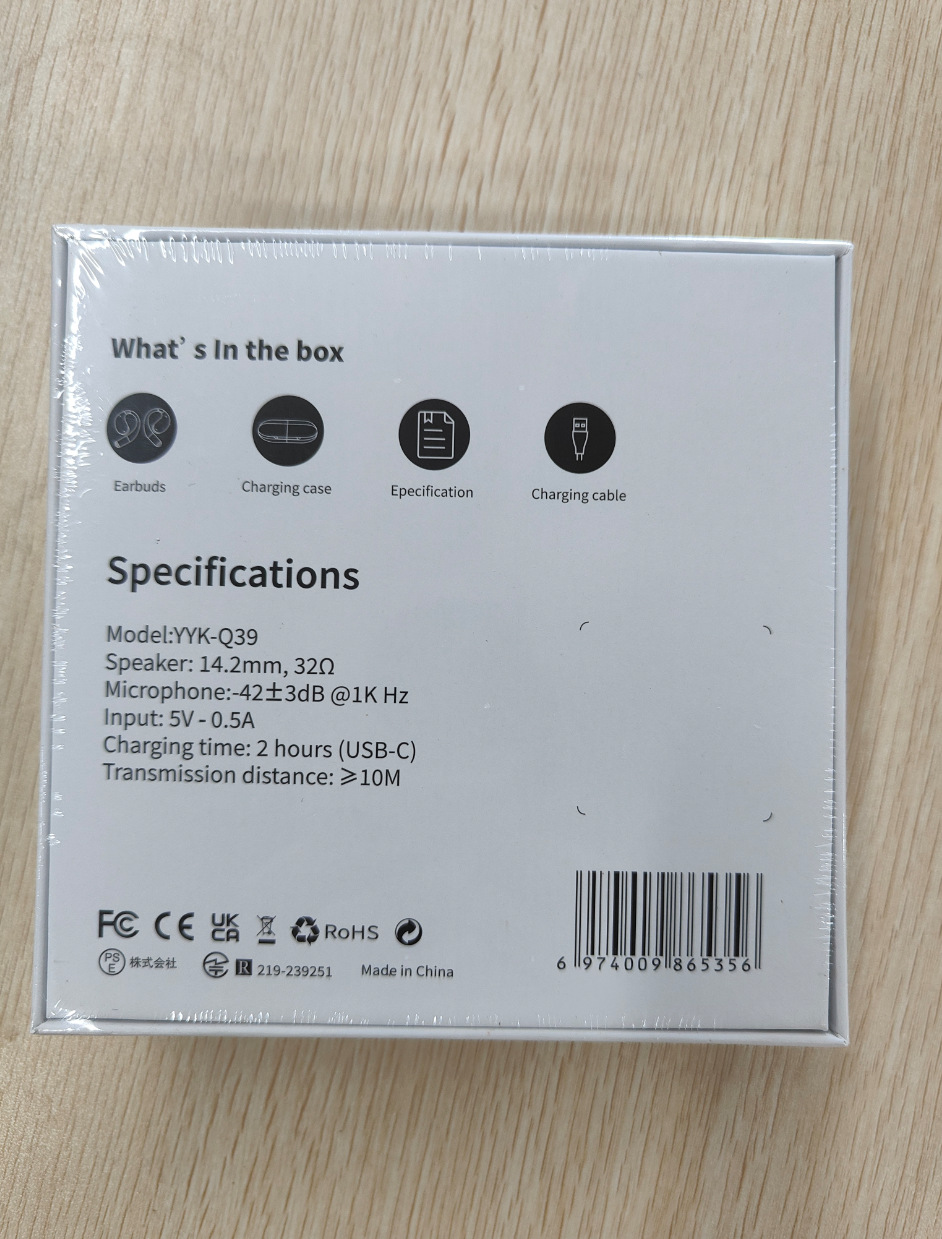 What's In the box
Earbuds
Charging case
Epecification
Charging cable
Specifications
Model:YYK-Q39
Speaker: 14.2mm, 32Ω
Microphone:-42±3dB @1K Hz
Input: 5V - 0.5A
Charging time: 2 hours (USB-C)
Transmission distance: ⩾10M
FC CE UK CA RoHS
PS E 株式会社 R 219-239251 Made in China
6 974009 865356